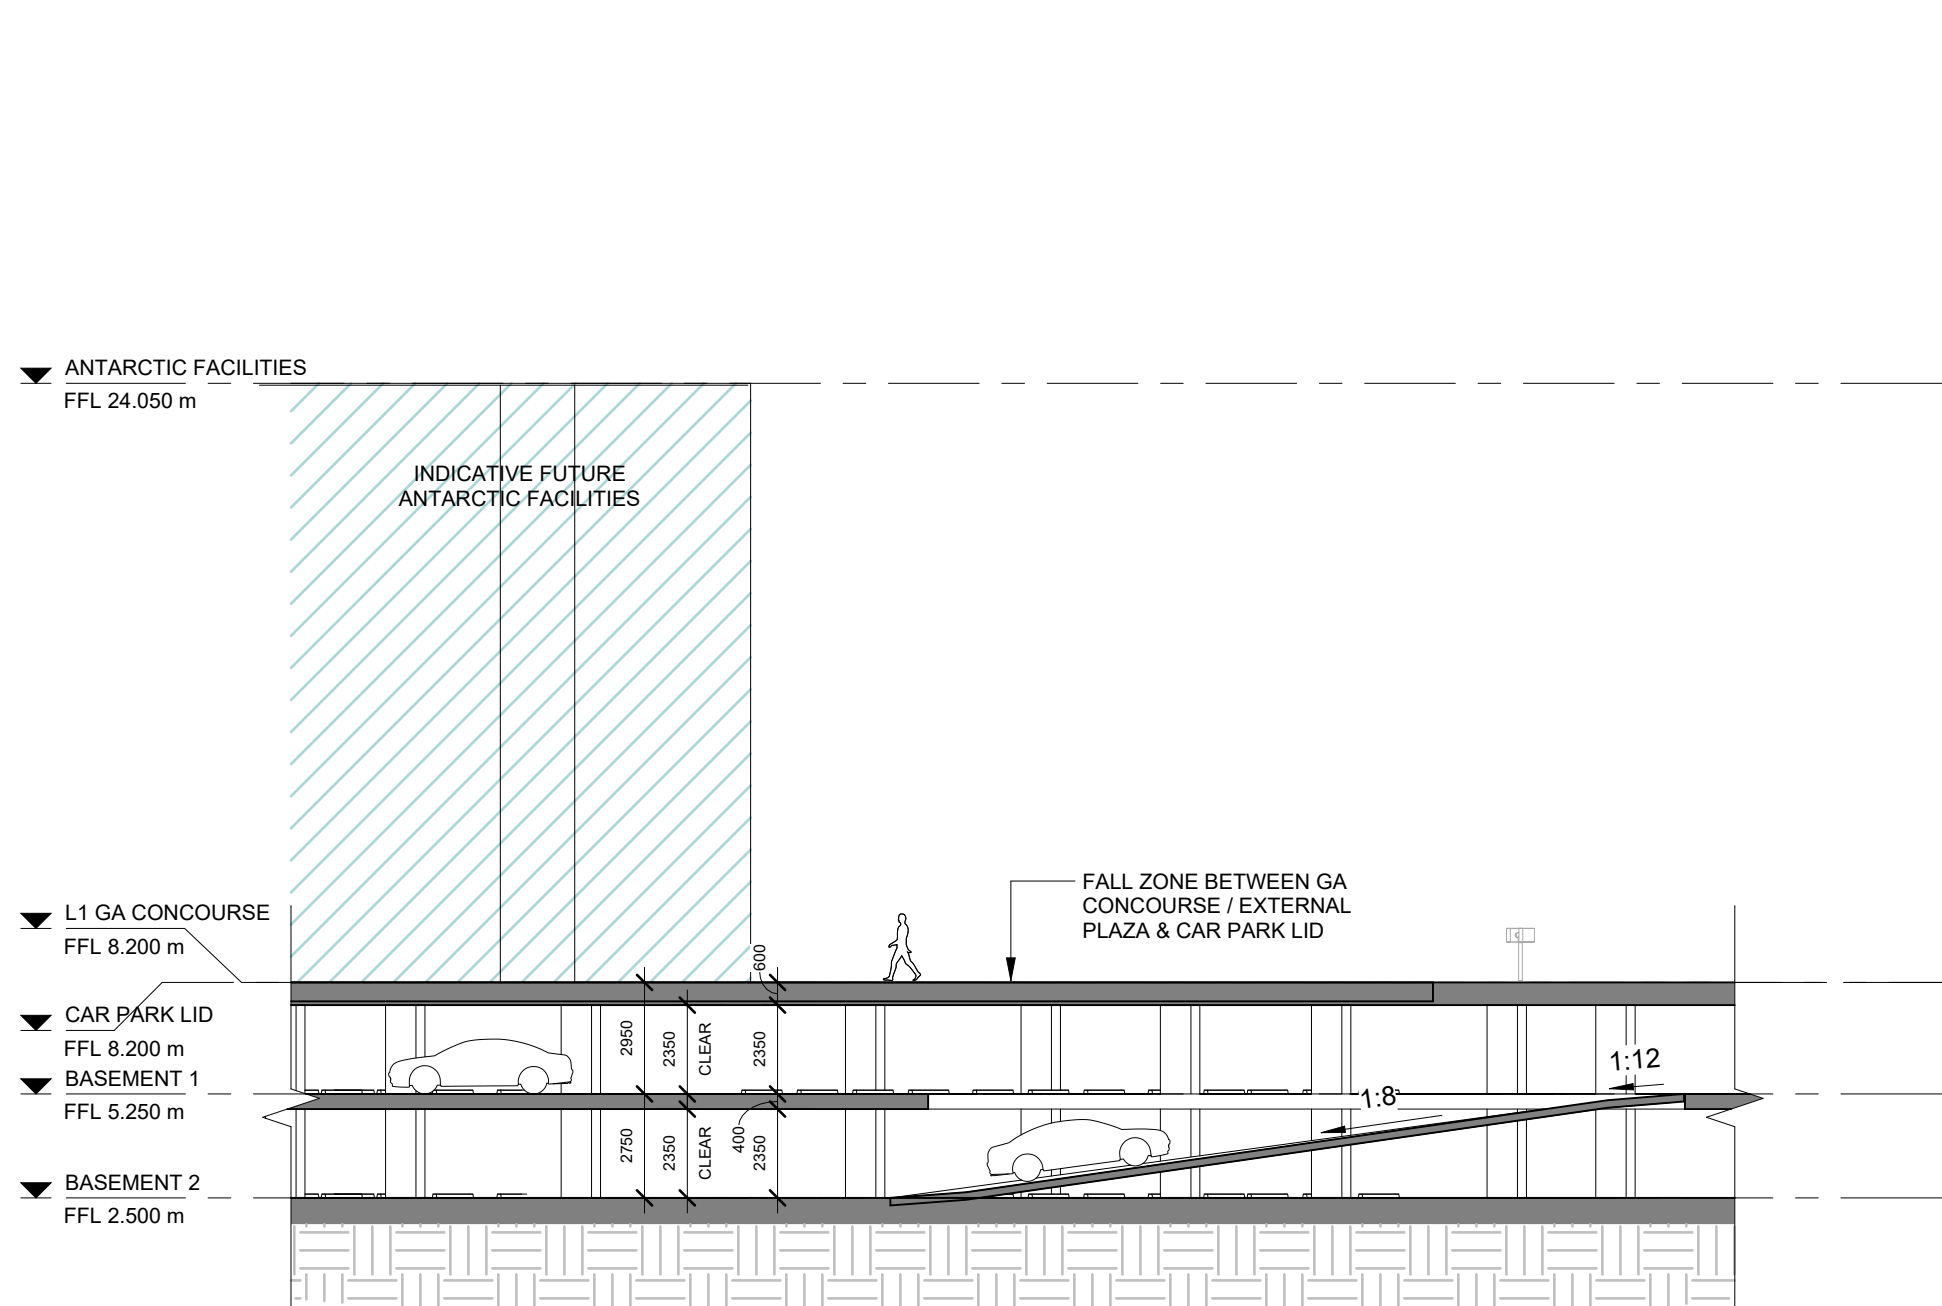 ANTARCTIC FACILITIES
FFL 24.050 m
INDICATIVE FUTURE
ANTARCTIC FACILITIES
L1 GA CONCOURSE
FFL 8.200 m
FALL ZONE BETWEEN GA
CONCOURSE / EXTERNAL
PLAZA & CAR PARK LID
600
CAR PARK LID
FFL 8.200 m
2950
2350
CLEAR
2350
1:12
BASEMENT 1
FFL 5.250 m
1:8
2750
2350
CLEAR
400
2350
BASEMENT 2
FFL 2.500 m